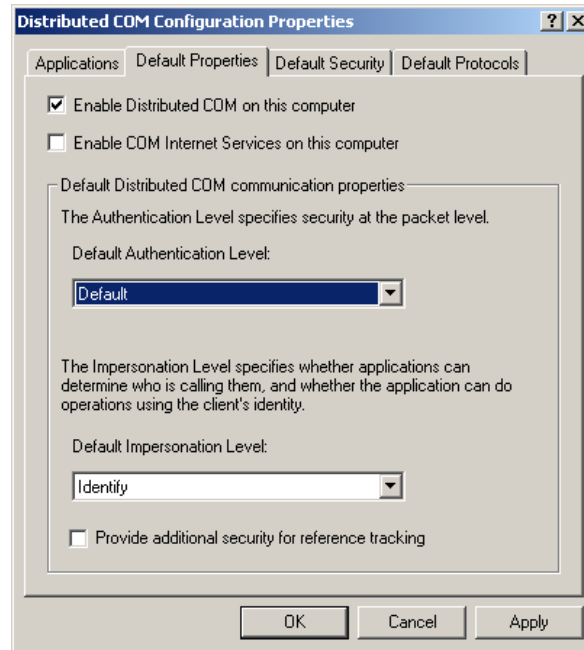 Distributed COM Configuration Properties
Applications Default Properties Default Security Default Protocols
Enable Distributed COM on this computer
Enable COM Internet Services on this computer
Default Distributed COM communication properties
The Authentication Level specifies security at the packet level.
Default Authentication Level:
Default
The Impersonation Level specifies whether applications can
determine who is calling them, and whether the application can do
operations using the client's identity.
Default Impersonation Level:
Identify
Provide additional security for reference tracking
OK Cancel Apply